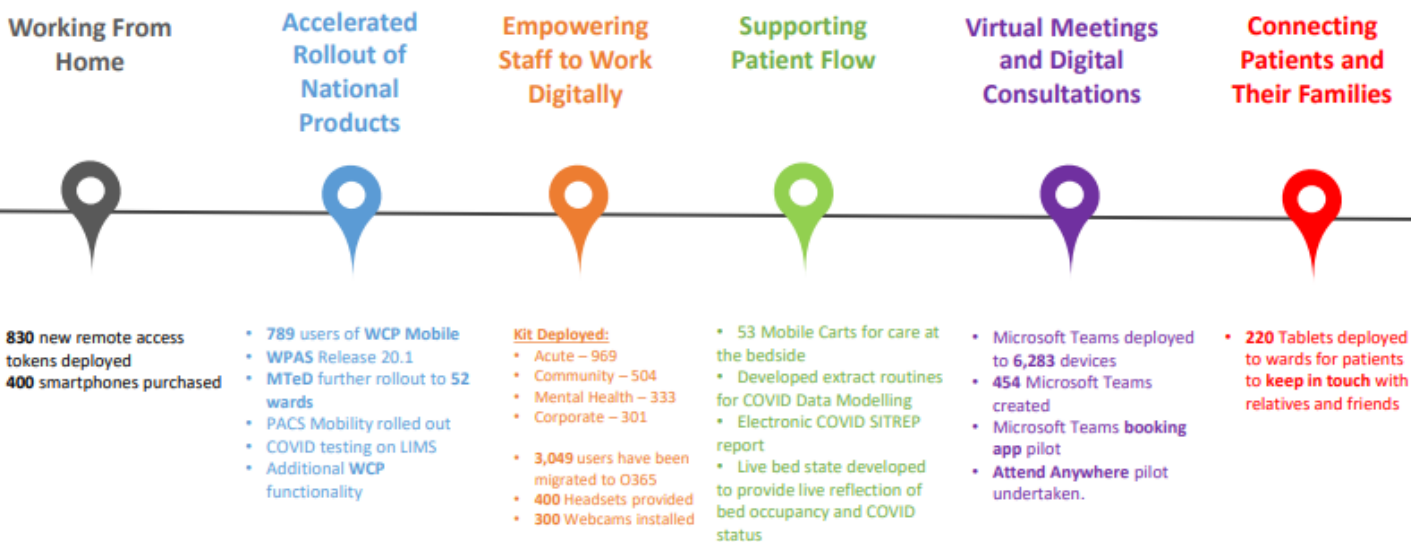 Working From
Home
Accelerated
Rollout of
National
Products
Empowering
Staff to Work
Digitally
Supporting
Patient Flow
Virtual Meetings
and Digital
Consultations
Connecting
Patients and
Their Families
830 new remote access
tokens deployed
400 smartphones purchased
• 789 users of WCP Mobile
• WPAS Release 20.1
• MTeD further rollout to 52
wards
• PACS Mobility rolled out
• COVID testing on LIMS
• Additional WCP
functionality
Kit Deployed:
• Acute – 969
• Community – 504
• Mental Health – 333
• Corporate – 301
• 3,049 users have been
migrated to O365
• 400 Headsets provided
• 300 Webcams installed
• 53 Mobile Carts for care at
the bedside
• Developed extract routines
for COVID Data Modelling
• Electronic COVID SITREP
report
• Live bed state developed
to provide live reflection of
bed occupancy and COVID
status
• Microsoft Teams deployed
to 6,283 devices
• 454 Microsoft Teams
created
• Microsoft Teams booking
app pilot
• Attend Anywhere pilot
undertaken.
• 220 Tablets deployed
to wards for patients
to keep in touch with
relatives and friends